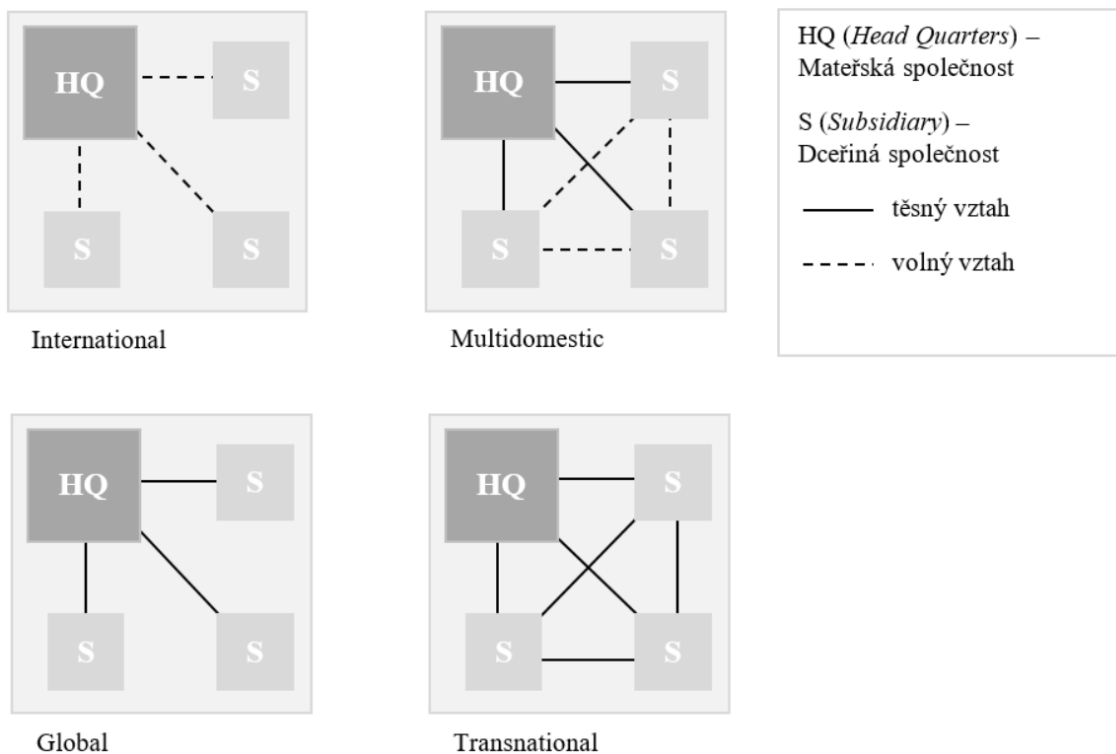 HQ
S
S
S
International
HQ
S
S
S
Multidomestic
HQ (Head Quarters) –
Mateřská společnost
S (Subsidiary) –
Dceřiná společnost
těsný vztah
volný vztah
HQ
S
S
S
Global
HQ
S
S
S
Transnational